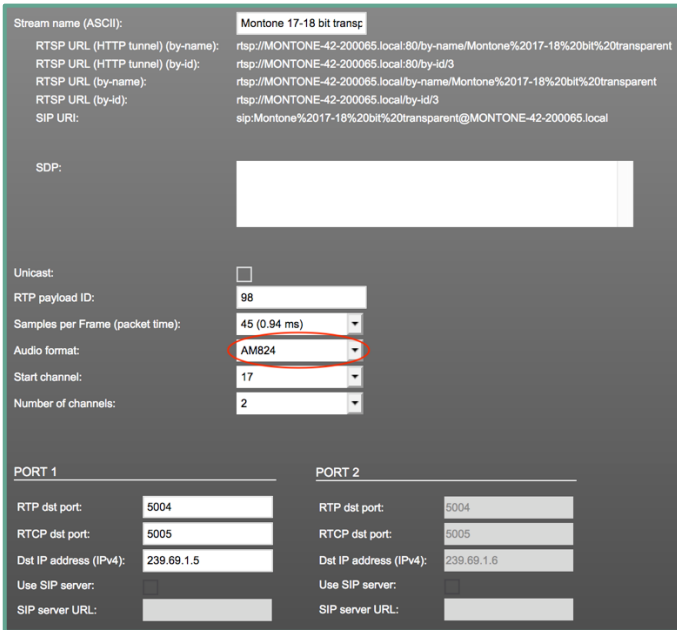 Stream name (ASCII): Montone 17-18 bit transp
RTSP URL (HTTP tunnel) (by-name): rtsp://MONTONE-42-200065.local:80/by-name/Montone%2017-18%20bit%20transparent
RTSP URL (HTTP tunnel) (by-id): rtsp://MONTONE-42-200065.local:80/by-id/3
RTSP URL (by-name): rtsp://MONTONE-42-200065.local/by-name/Montone%2017-18%20bit%20transparent
RTSP URL (by-id): rtsp://MONTONE-42-200065.local/by-id/3
SIP URI: sip:Montone%2017-18%20bit%20transparent@MONTONE-42-200065.local
SDP:
Unicast:
RTP payload ID: 98
Samples per Frame (packet time): 45 (0.94 ms)
Audio format: AM824
Start channel: 17
Number of channels: 2
PORT 1 PORT 2
RTP dst port: 5004 RTP dst port: 5004
RTCP dst port: 5005 RTCP dst port: 5005
Dst IP address (IPv4): 239.69.1.5 Dst IP address (IPv4): 239.69.1.6
Use SIP server: Use SIP server:
SIP server URL: SIP server URL: